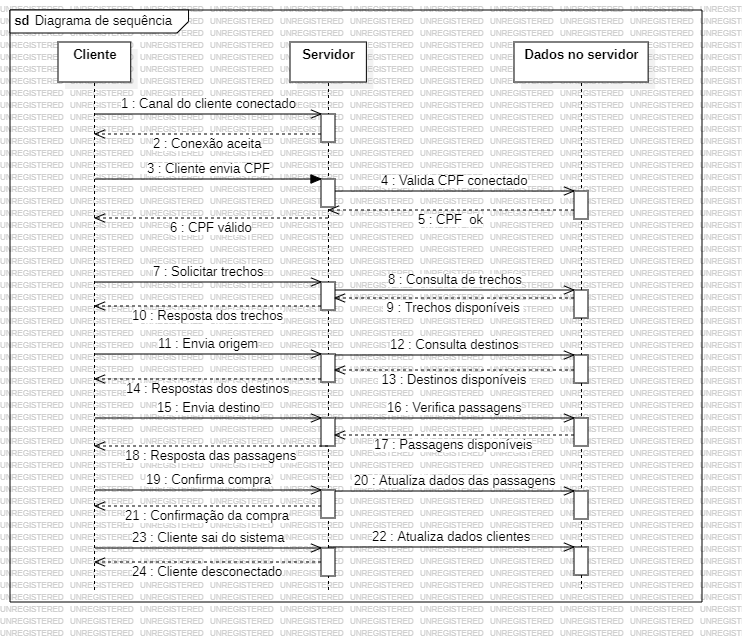 sd Diagrama de sequência
Cliente
Servidor
Dados no servidor
1 : Canal do cliente conectado
2 : Conexão aceita
3 : Cliente envia CPF
4 : Valida CPF conectado
5 : CPF ok
6 : CPF válido
7 : Solicitar trechos
8 : Consulta de trechos
9 : Trechos disponíveis
10 : Resposta dos trechos
11 : Envia origem
12 : Consulta destinos
13 : Destinos disponíveis
14 : Respostas dos destinos
15 : Envia destino
16 : Verifica passagens
17 : Passagens disponíveis
18 : Resposta das passagens
19 : Confirma compra
20 : Atualiza dados das passagens
21 : Confirmação da compra
22 : Atualiza dados clientes
23 : Cliente sai do sistema
24 : Cliente desconectado
UNREGISTERED